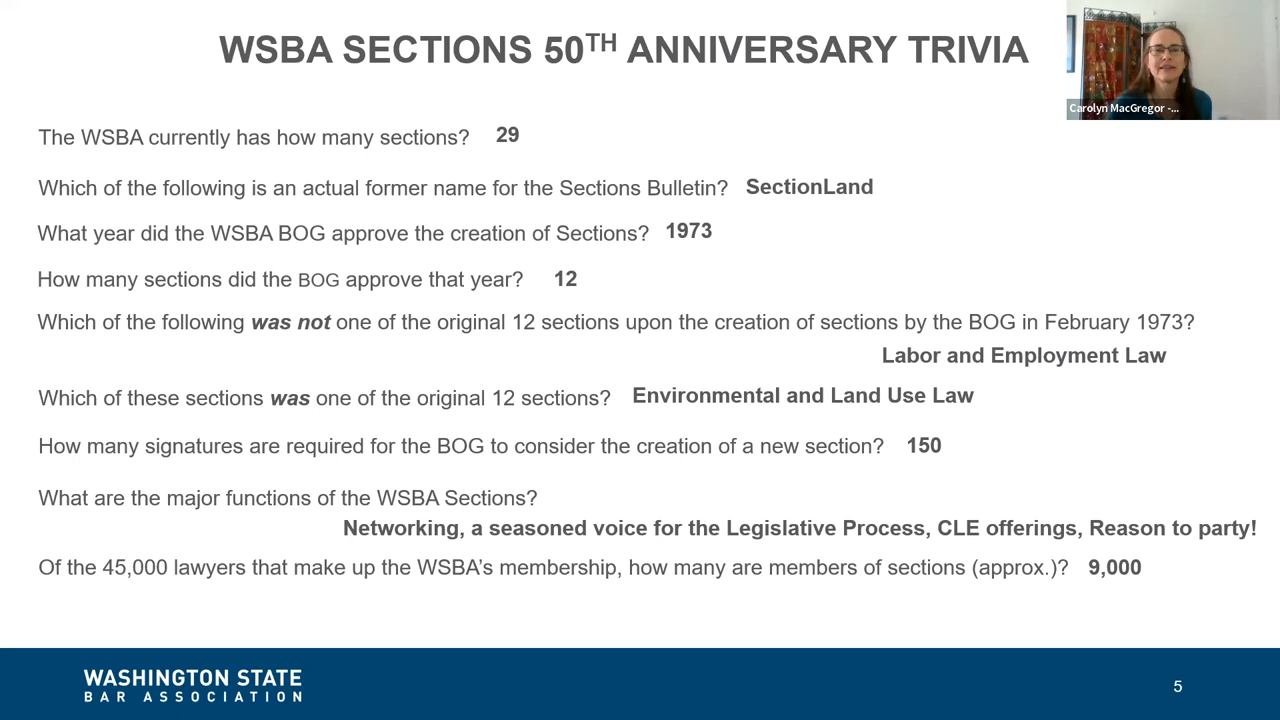 WSBA SECTIONS 50TH ANNIVERSARY TRIVIA
Carolyn MacGregor -...
The WSBA currently has how many sections? 29
Which of the following is an actual former name for the Sections Bulletin? SectionLand
What year did the WSBA BOG approve the creation of Sections? 1973
How many sections did the BOG approve that year? 12
Which of the following was not one of the original 12 sections upon the creation of sections by the BOG in February 1973?
Labor and Employment Law
Which of these sections was one of the original 12 sections? Environmental and Land Use Law
How many signatures are required for the BOG to consider the creation of a new section? 150
What are the major functions of the WSBA Sections?
Networking, a seasoned voice for the Legislative Process, CLE offerings, Reason to party!
Of the 45,000 lawyers that make up the WSBA’s membership, how many are members of sections (approx.)? 9,000
WASHINGTON STATE
BAR ASSOCIATION
5